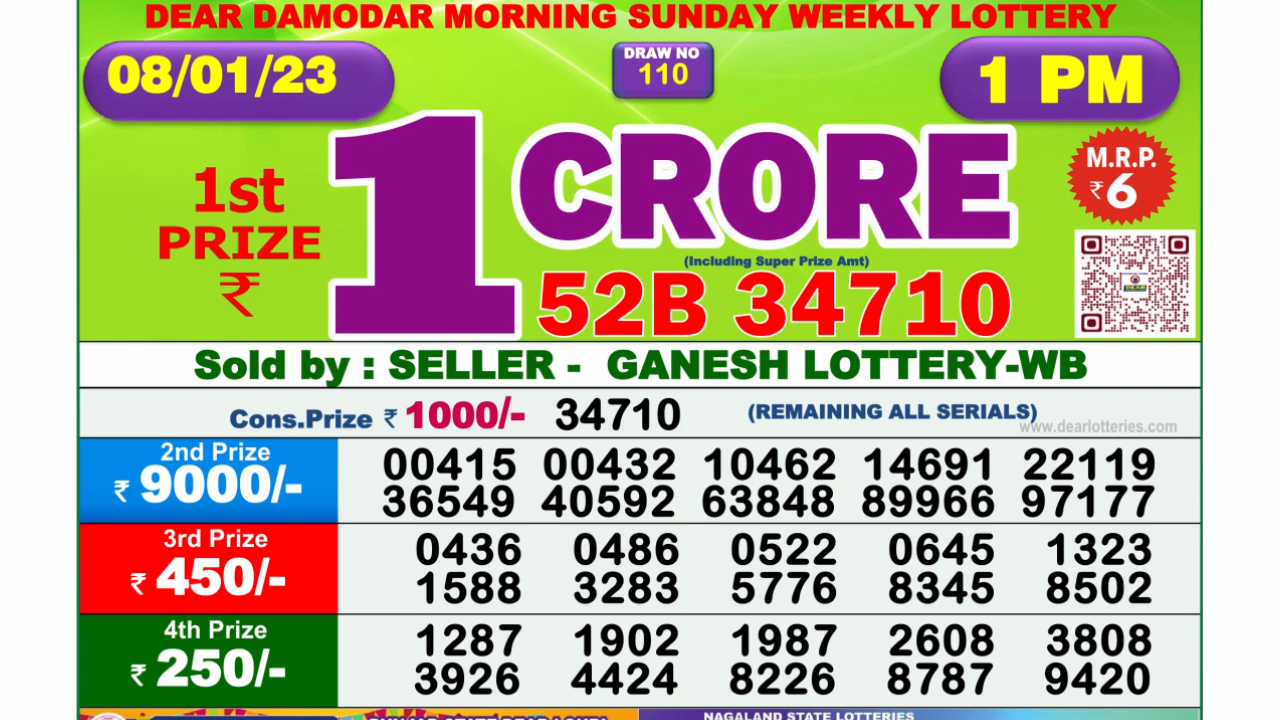 DEAR DAMODAR MORNING SUNDAY WEEKLY LOTTERY
08/01/23
DRAW NO
110
1 PM
1st
PRIZE
₹
1 CRORE
(Including Super Prize Amt)
52B 34710
M.R.P.
₹6
DEAR
Sold by : SELLER - GANESH LOTTERY-WB
Cons.Prize ₹ 1000/- 34710 (REMAINING ALL SERIALS)
www.dearlotteries.com
2nd Prize
₹ 9000/-
00415 00432 10462 14691 22119
36549 40592 63848 89966 97177
3rd Prize
₹ 450/-
0436 0486 0522 0645 1323
1588 3283 5776 8345 8502
4th Prize
₹ 250/-
1287 1902 1987 2608 3808
3926 4424 8226 8787 9420
NAGALAND STATE LOTTERIES